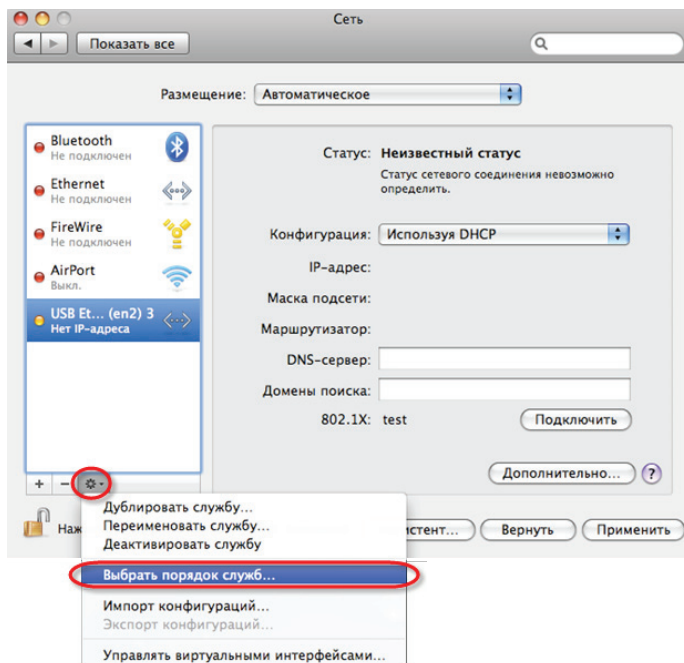 Сеть
Показать все
Размещение: Автоматическое
Bluetooth
Не подключен
Ethernet
Не подключен
FireWire
Не подключен
AirPort
Выкл.
USB Et... (en2) 3
Нет IP-адреса
Статус: Неизвестный статус
Статус сетевого соединения невозможно
определить.
Конфигурация: Используя DHCP
IP-адрес:
Маска подсети:
Маршрутизатор:
DNS-сервер:
Домены поиска:
802.1X: test Подключить
Дополнительно... ?
+ −
Дублировать службу...
Переименовать службу...
Деактивировать службу
Выбрать порядок служб...
Импорт конфигураций...
Экспорт конфигураций...
Управлять виртуальными интерфейсами...
Вернуть Применить